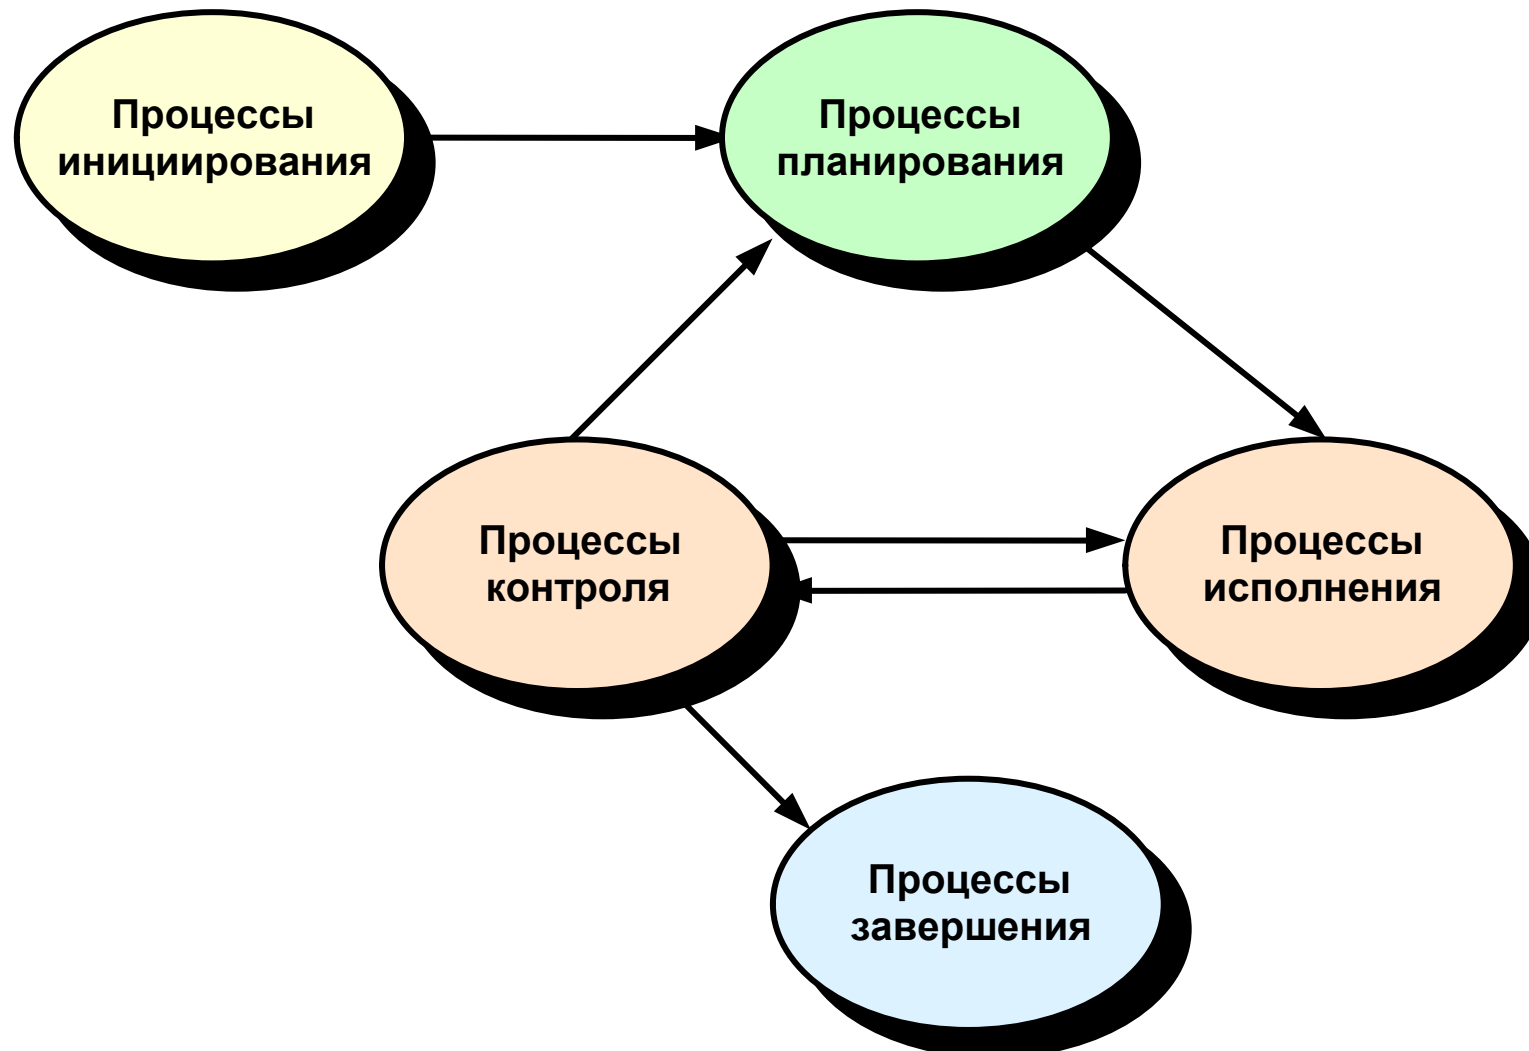 Процессы
инициирования
Процессы
планирования
Процессы
контроля
Процессы
исполнения
Процессы
завершения